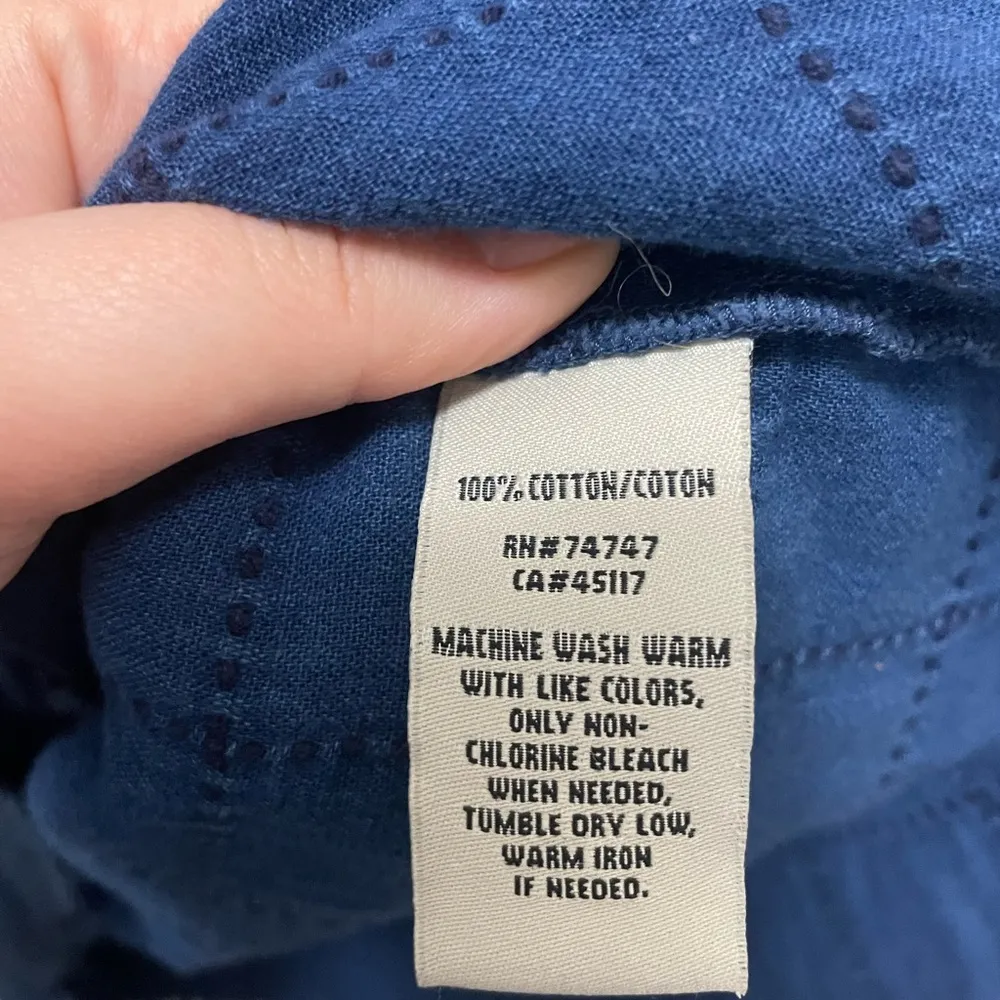 100% COTTON/COTON
RN#74747
CA#45117
MACHINE WASH WARM
WITH LIKE COLORS,
ONLY NON-
CHLORINE BLEACH
WHEN NEEDED,
TUMBLE DRY LOW,
WARM IRON
IF NEEDED.